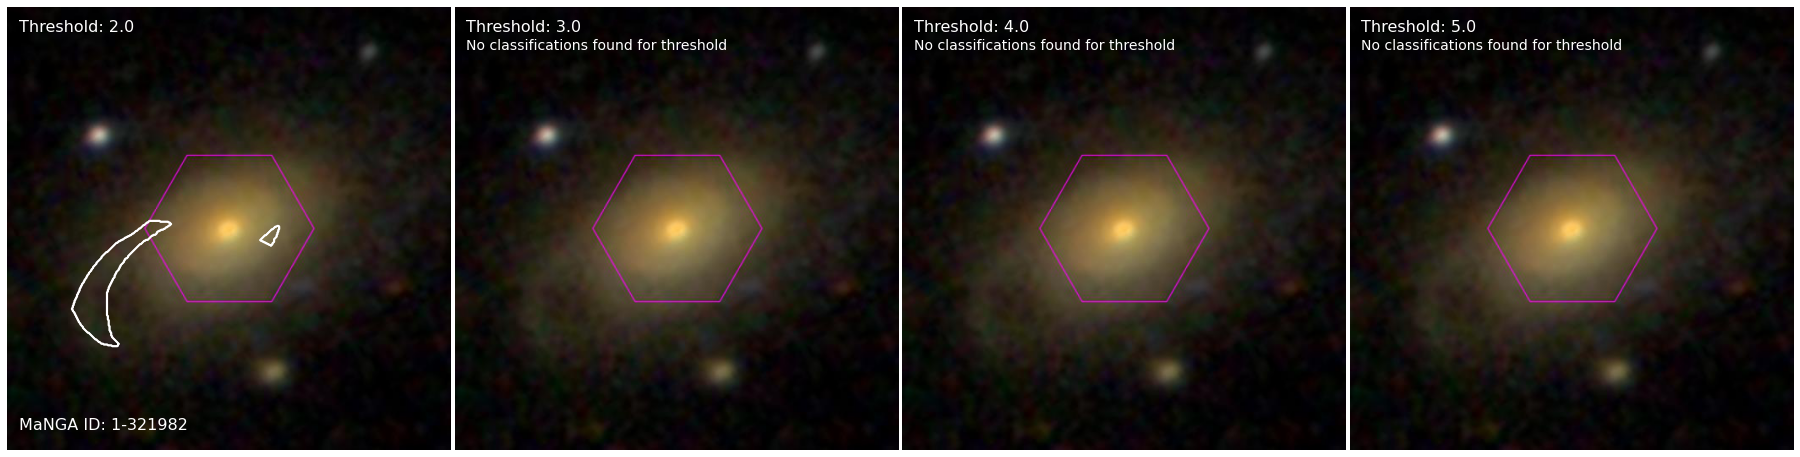 Threshold: 2.0
MaNGA ID: 1-321982
Threshold: 3.0
No classifications found for threshold
Threshold: 4.0
No classifications found for threshold
Threshold: 5.0
No classifications found for threshold